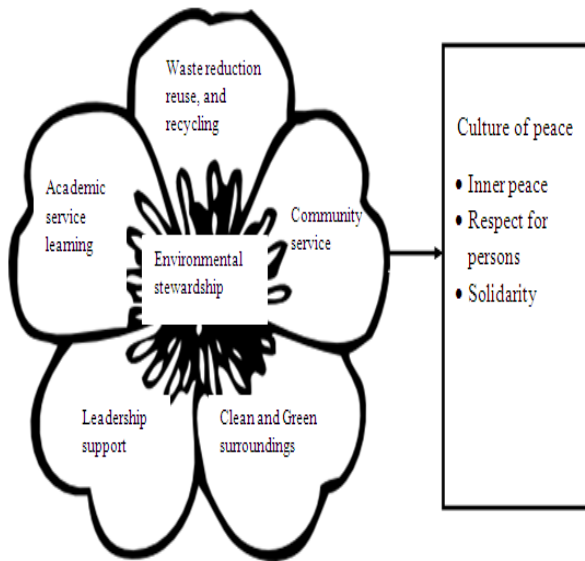 Waste reduction
reuse, and
recycling
Academic
service
learning
Community
service
Environmental
stewardship
Leadership
support
Clean and Green
surroundings
Culture of peace
• Inner peace
• Respect for
persons
• Solidarity